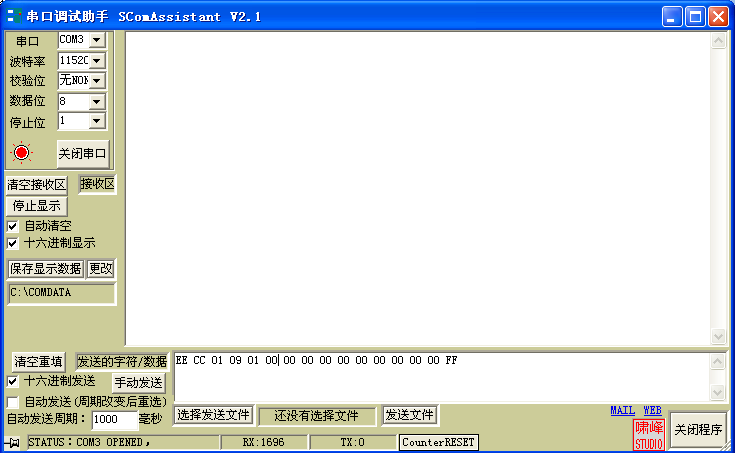 串口调试助手 SComAssistant V2.1
串口 COM3
波特率 11520
校验位 无NON
数据位 8
停止位 1
关闭串口
清空接收区 接收区
停止显示
自动清空
十六进制显示
保存显示数据 更改
C:\COMDATA
清空重填 发送的字符/数据
EE CC 01 09 01 00 00 00 00 00 00 00 00 00 00 FF
十六进制发送 手动发送
自动发送(周期改变后重选)
自动发送周期: 1000 毫秒
选择发送文件 还没有选择文件 发送文件
MAIL WEB
啸峰
STUDIO
关闭程序
STATUS：COM3 OPENED， RX:1696 TX:0 CounterRESET